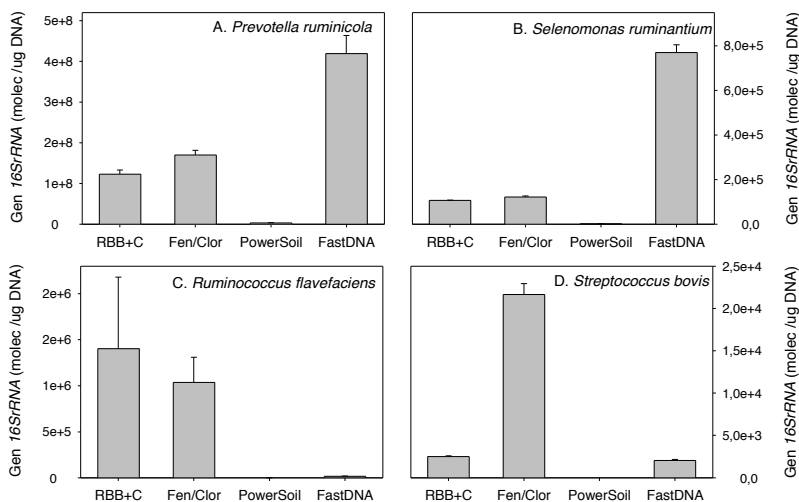 A. Prevotella ruminicola
Gen 16SrRNA (molec /ug DNA)
5e+8
4e+8
3e+8
2e+8
1e+8
0
RBB+C Fen/Clor PowerSoil FastDNA
B. Selenomonas ruminantium
Gen 16SrRNA (molec /ug DNA)
8,0e+5
6,0e+5
4,0e+5
2,0e+5
0,0
RBB+C Fen/Clor PowerSoil FastDNA
C. Ruminococcus flavefaciens
Gen 16SrRNA (molec /ug DNA)
2e+6
2e+6
1e+6
5e+5
0
RBB+C Fen/Clor PowerSoil FastDNA
D. Streptococcus bovis
Gen 16SrRNA (molec /ug DNA)
2,5e+4
2,0e+4
1,5e+4
1,0e+4
5,0e+3
0,0
RBB+C Fen/Clor PowerSoil FastDNA